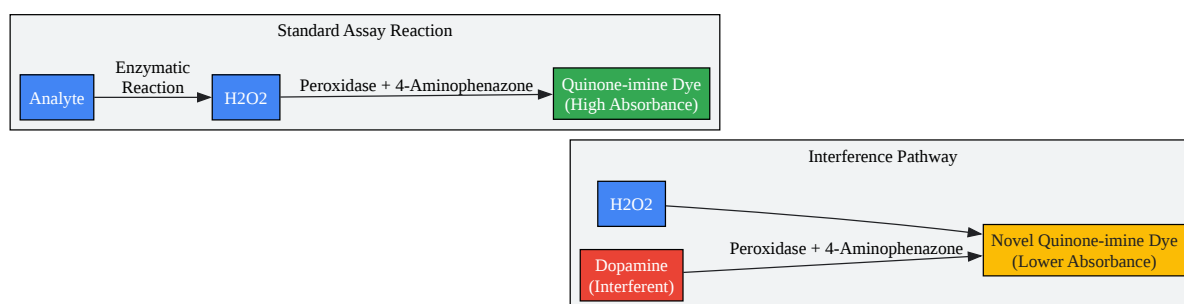 Standard Assay Reaction
Analyte
Enzymatic
Reaction
H2O2
Peroxidase + 4-Aminophenazone
Quinone-imine Dye
(High Absorbance)
Interference Pathway
H2O2
Dopamine
(Interferent)
Peroxidase + 4-Aminophenazone
Novel Quinone-imine Dye
(Lower Absorbance)